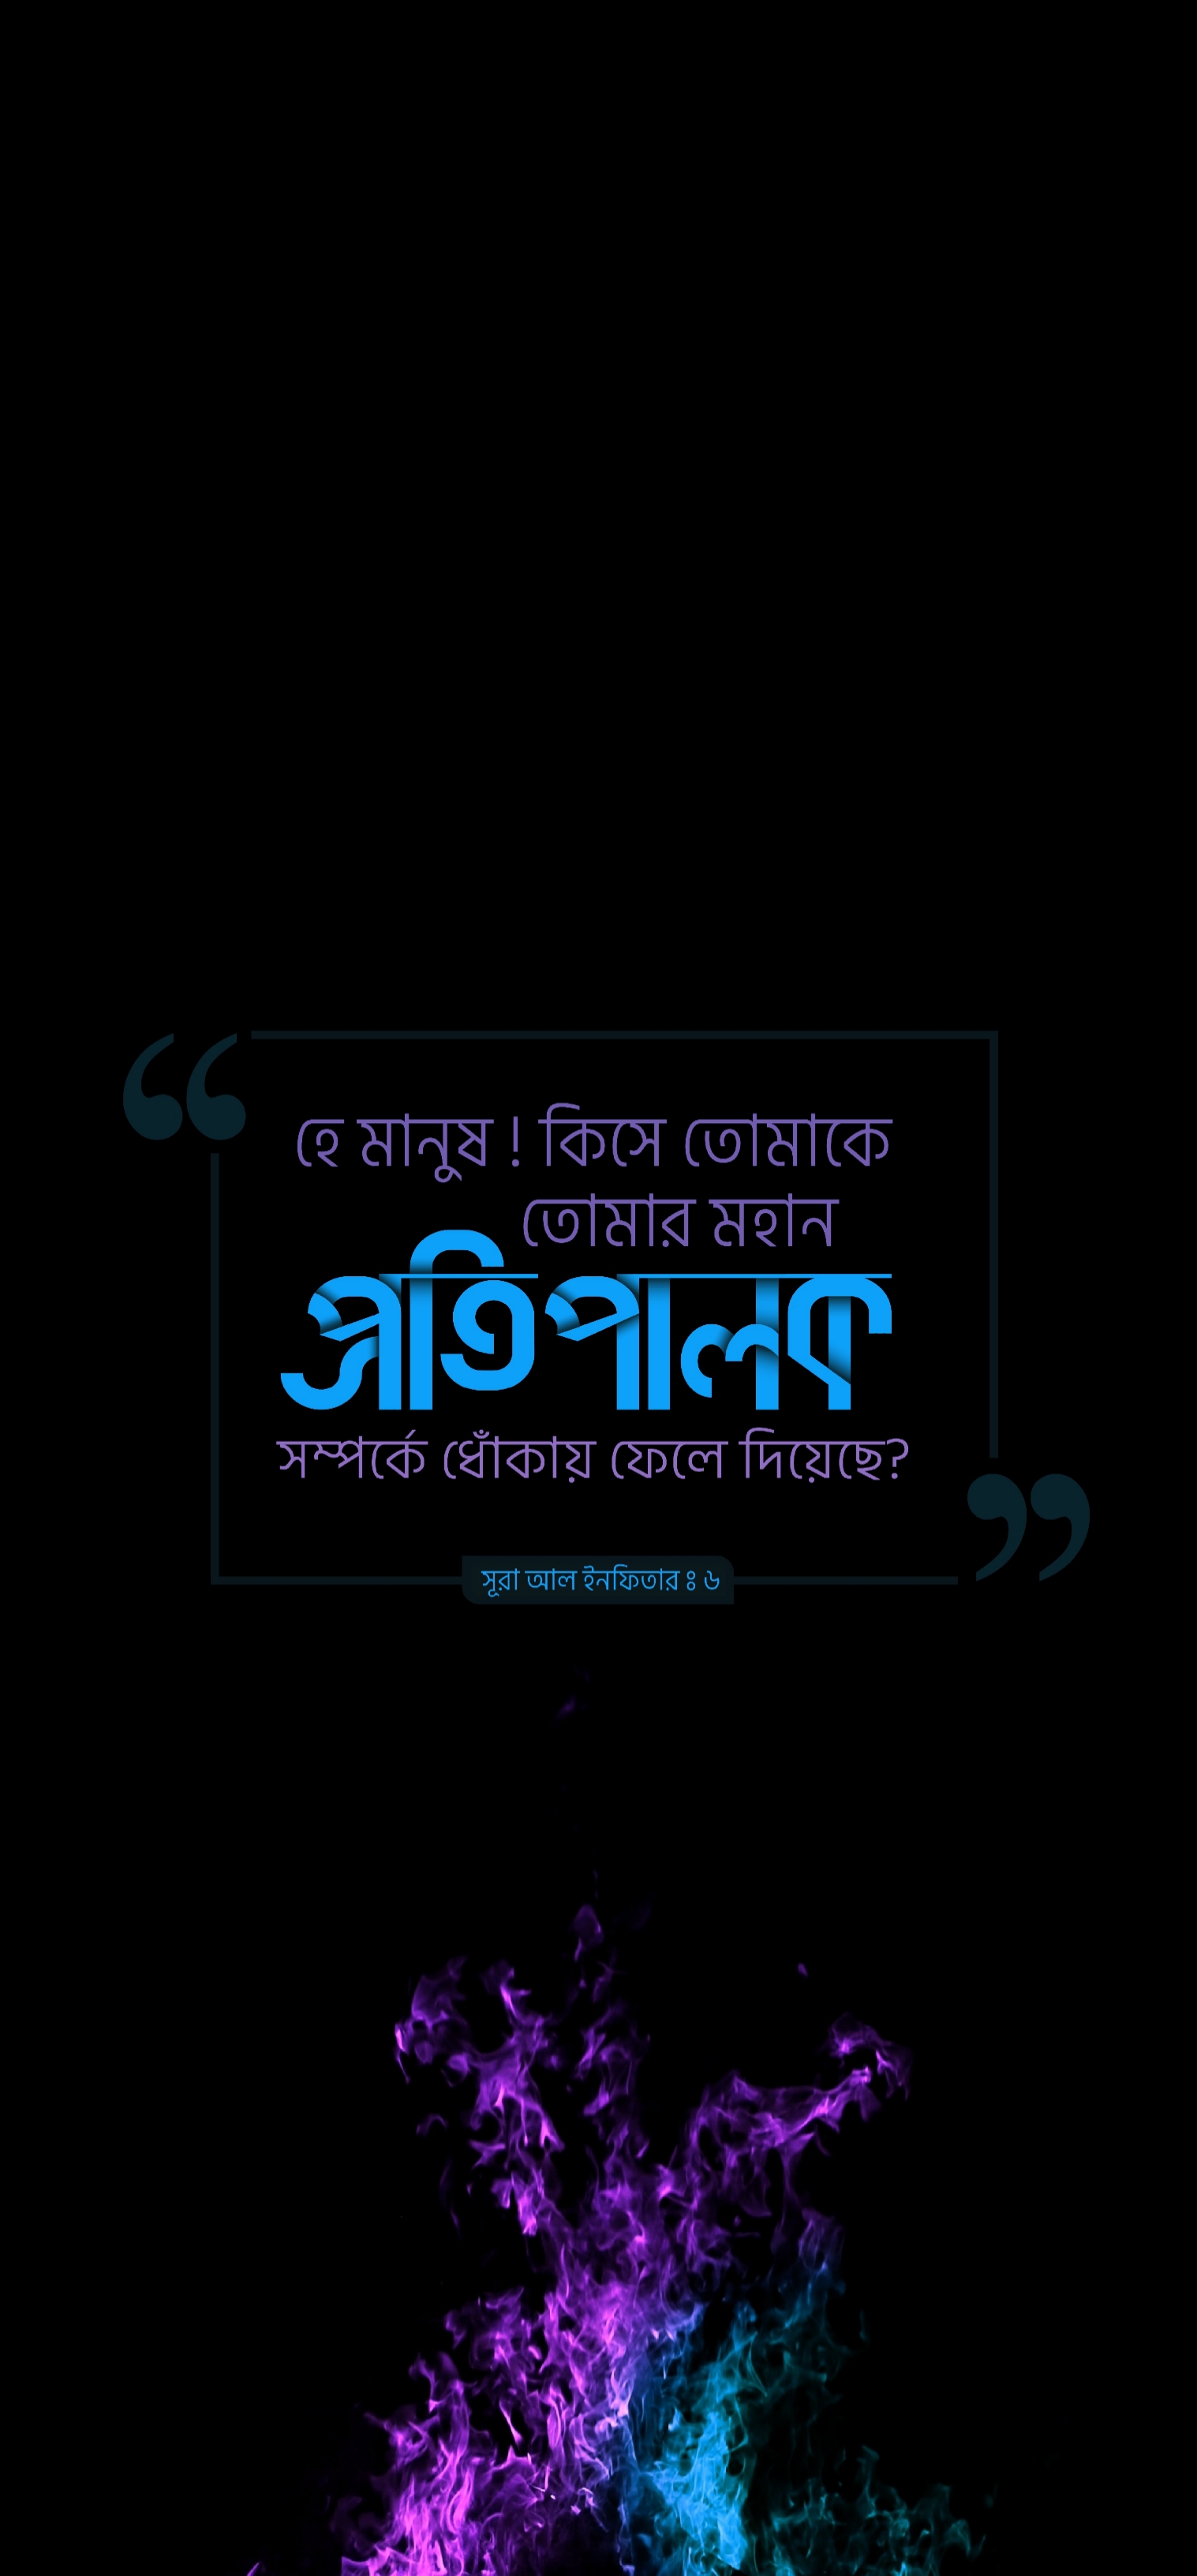 হে মানুষ ! কিসে তোমাকে
তোমার মহান
প্রতিপালক
সম্পর্কে ধোঁকায় ফেলে দিয়েছে?
সূরা আল ইনফিতার ঃ ৬